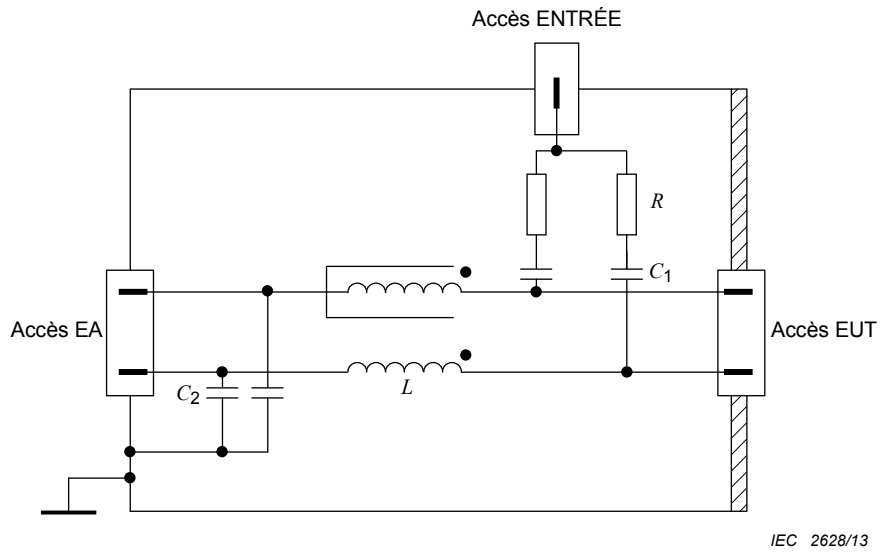 Accès ENTRÉE
R
C1
Accès EA
Accès EUT
C2
L
IEC 2628/13